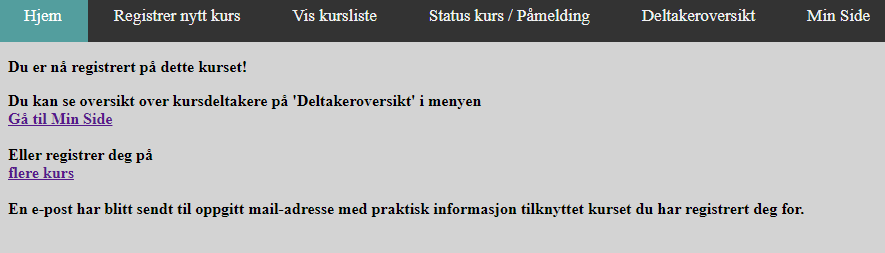 Hjem Registrer nytt kurs Vis kursliste Status kurs / Påmelding Deltakeroversikt Min Side
Du er nå registrert på dette kurset!
Du kan se oversikt over kursdeltakere på 'Deltakeroversikt' i menyen
Gå til Min Side
Eller registrer deg på
flere kurs
En e-post har blitt sendt til oppgitt mail-adresse med praktisk informasjon tilknyttet kurset du har registrert deg for.